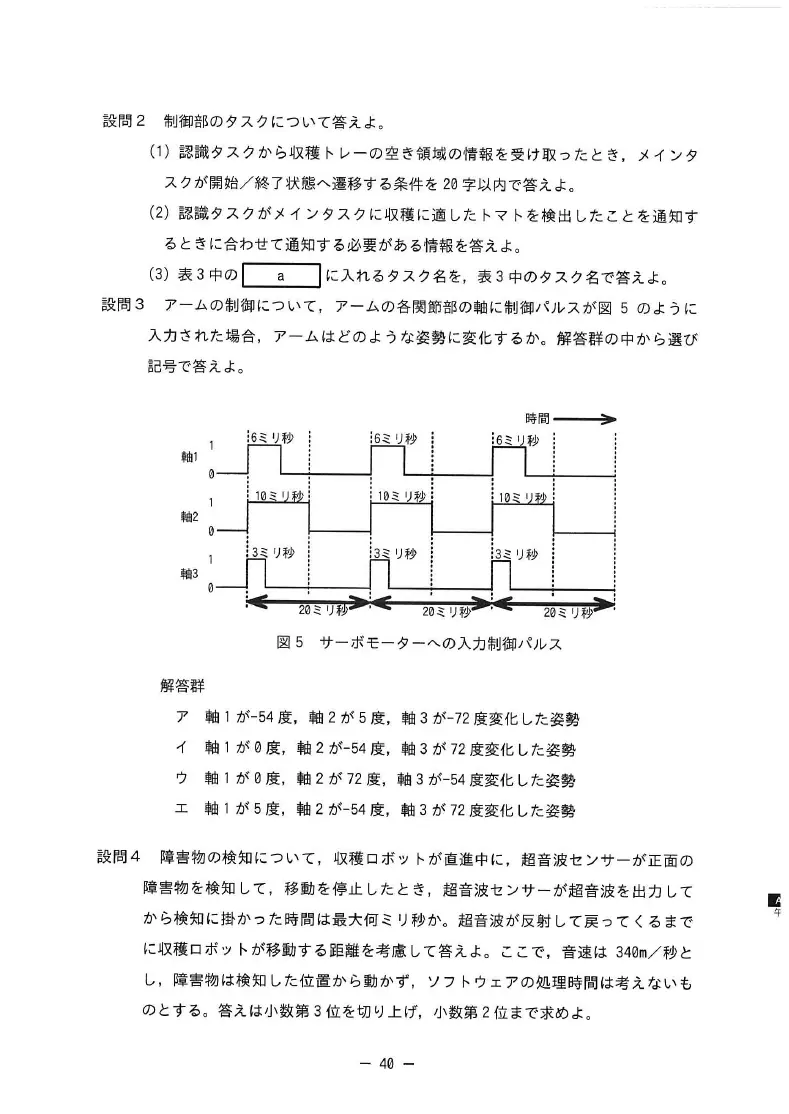 設問2 制御部のタスクについて答えよ。
(1) 認識タスクから収穫トレーの空き領域の情報を受け取ったとき，メインタ
スクが開始／終了状態へ遷移する条件を 20 字以内で答えよ。
(2) 認識タスクがメインタスクに収穫に適したトマトを検出したことを通知す
るときに合わせて通知する必要がある情報を答えよ。
(3) 表3中の a に入れるタスク名を，表3中のタスク名で答えよ。
設問3 アームの制御について，アームの各関節部の軸に制御パルスが図 5 のように
入力された場合，アームはどのような姿勢に変化するか。解答群の中から選び
記号で答えよ。
時間
軸1 1 0 6ミリ秒 6ミリ秒 6ミリ秒
軸2 1 0 10ミリ秒 10ミリ秒 10ミリ秒
軸3 1 0 3ミリ秒 3ミリ秒 3ミリ秒
20ミリ秒 20ミリ秒 20ミリ秒
図5 サーボモーターへの入力制御パルス
解答群
ア 軸1が-54度，軸2が5度，軸3が-72度変化した姿勢
イ 軸1が0度，軸2が-54度，軸3が72度変化した姿勢
ウ 軸1が0度，軸2が72度，軸3が-54度変化した姿勢
エ 軸1が5度，軸2が-54度，軸3が72度変化した姿勢
設問4 障害物の検知について，収穫ロボットが直進中に，超音波センサーが正面の
障害物を検知して，移動を停止したとき，超音波センサーが超音波を出力して
から検知に掛かった時間は最大何ミリ秒か。超音波が反射して戻ってくるまで
に収穫ロボットが移動する距離を考慮して答えよ。ここで，音速は 340m／秒と
し，障害物は検知した位置から動かず，ソフトウェアの処理時間は考えないも
のとする。答えは小数第3位を切り上げ，小数第2位まで求めよ。
－ 40 －